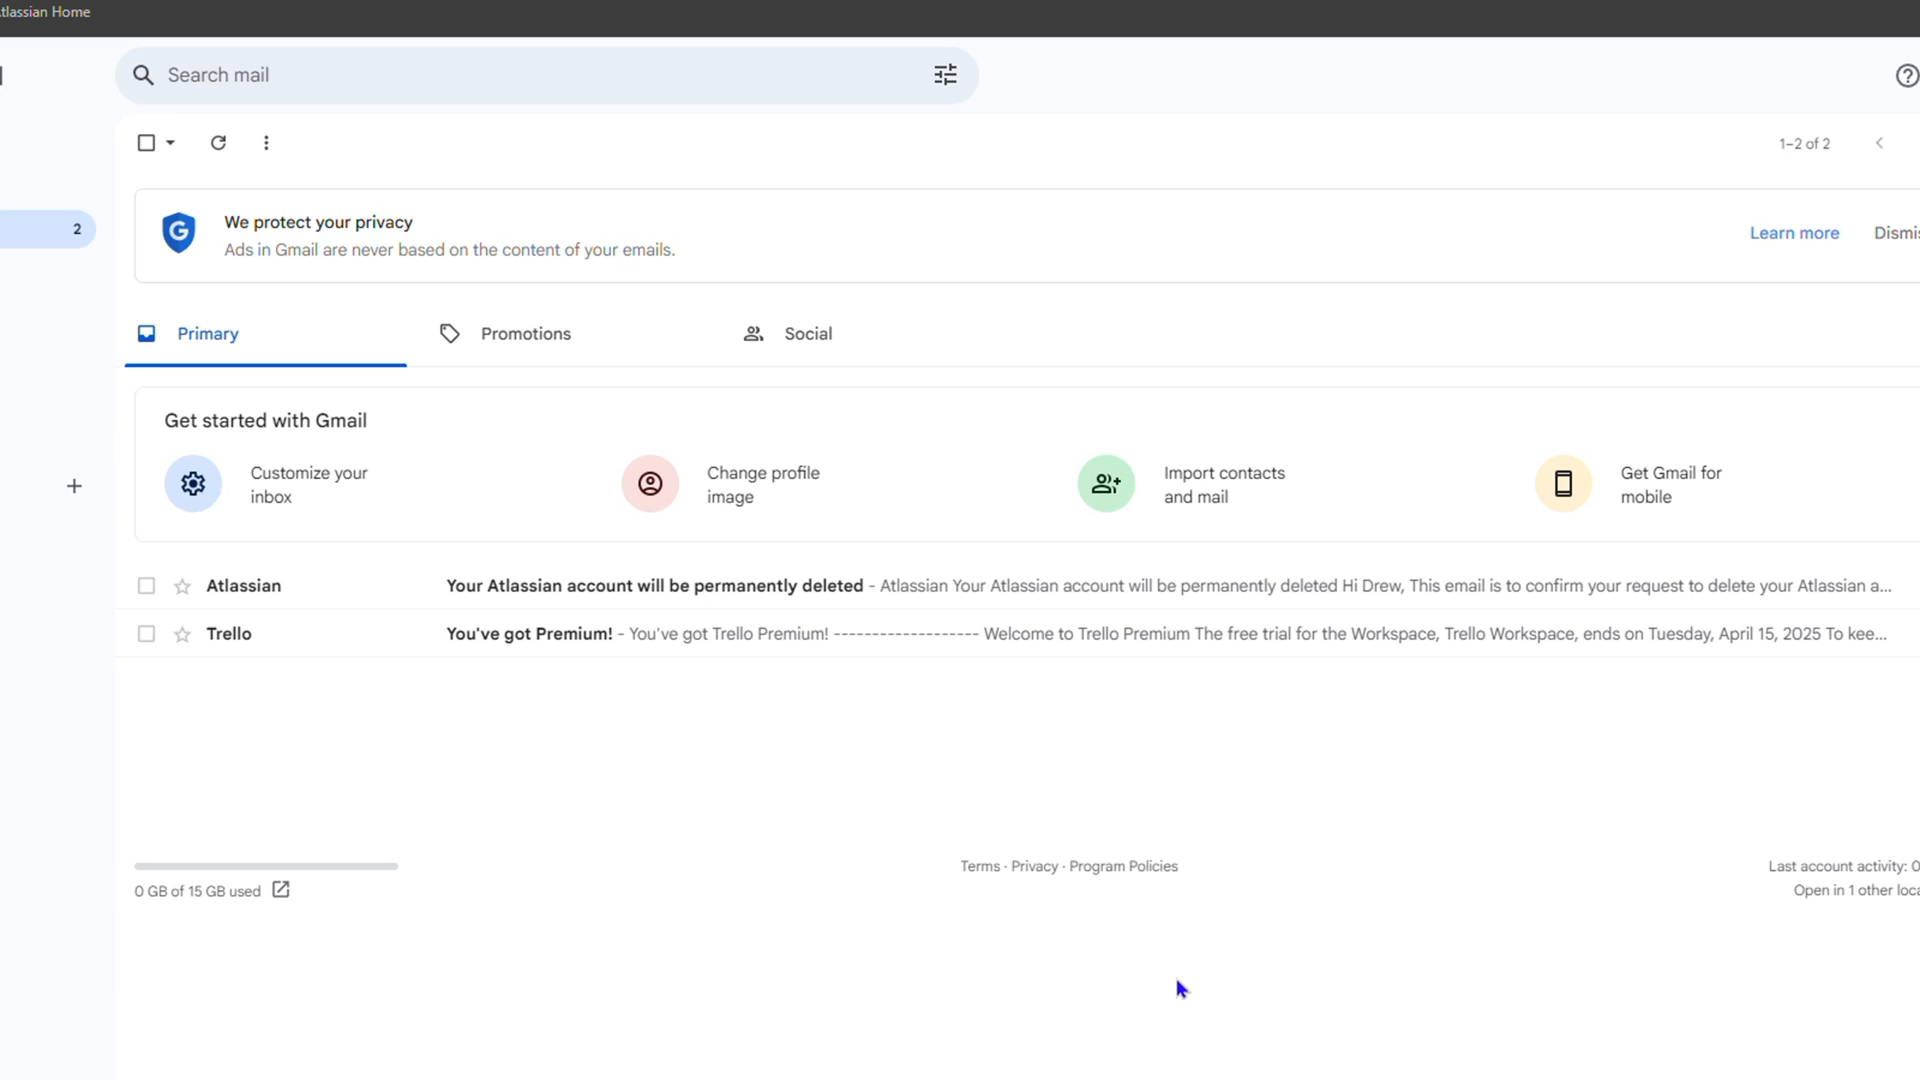 tlassian Home
Search mail
1–2 of 2
2
We protect your privacy
Ads in Gmail are never based on the content of your emails.
Learn more
Dismis
Primary
Promotions
Social
Get started with Gmail
Customize your
inbox
Change profile
image
Import contacts
and mail
Get Gmail for
mobile
Atlassian
Your Atlassian account will be permanently deleted - Atlassian Your Atlassian account will be permanently deleted Hi Drew, This email is to confirm your request to delete your Atlassian a...
Trello
You've got Premium! - You've got Trello Premium! ------------------- Welcome to Trello Premium The free trial for the Workspace, Trello Workspace, ends on Tuesday, April 15, 2025 To kee...
Terms · Privacy · Program Policies
Last account activity: 0
0 GB of 15 GB used
Open in 1 other loca